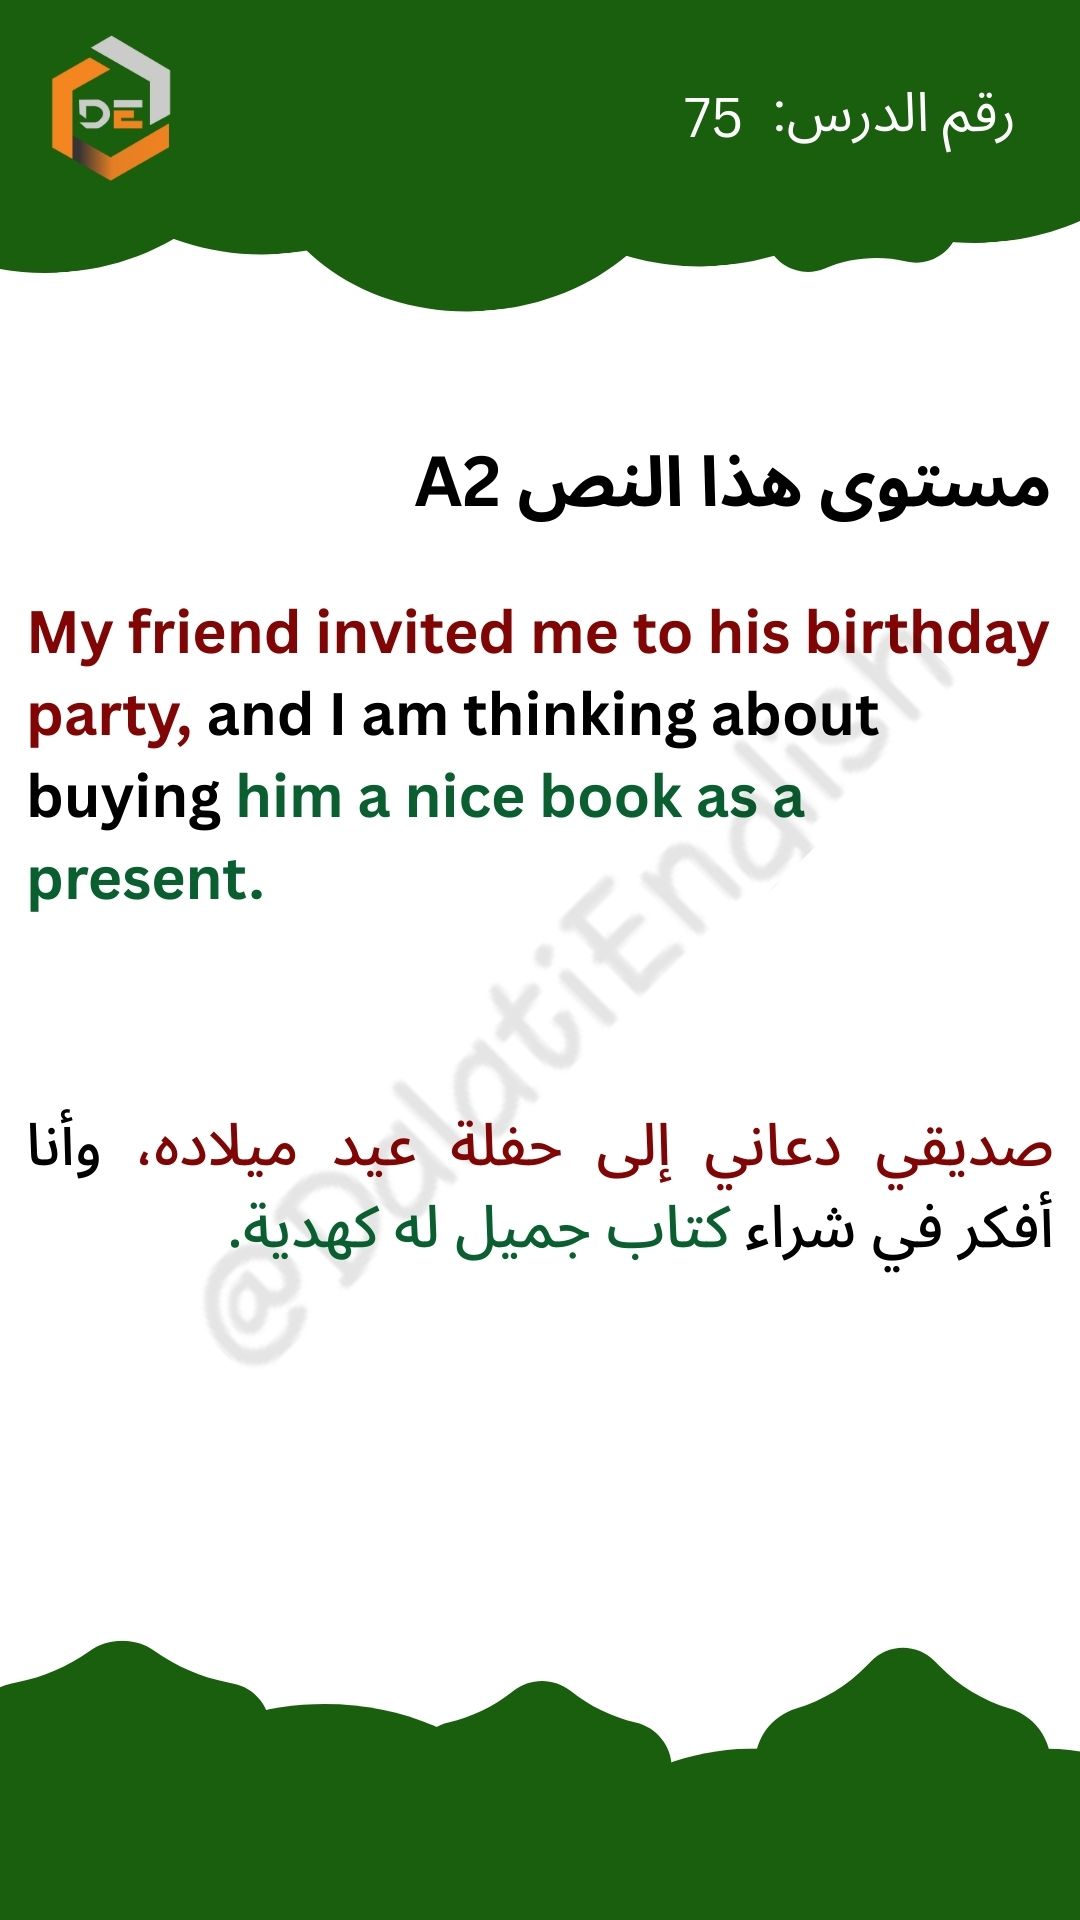 DE
رقم الدرس: 75
مستوى هذا النص A2
My friend invited me to his birthday
party, and I am thinking about
buying him a nice book as a
present.
صديقي دعاني إلى حفلة عيد ميلاده، وأنا
أفكر في شراء كتاب جميل له كهدية.
@DalatiEnglish